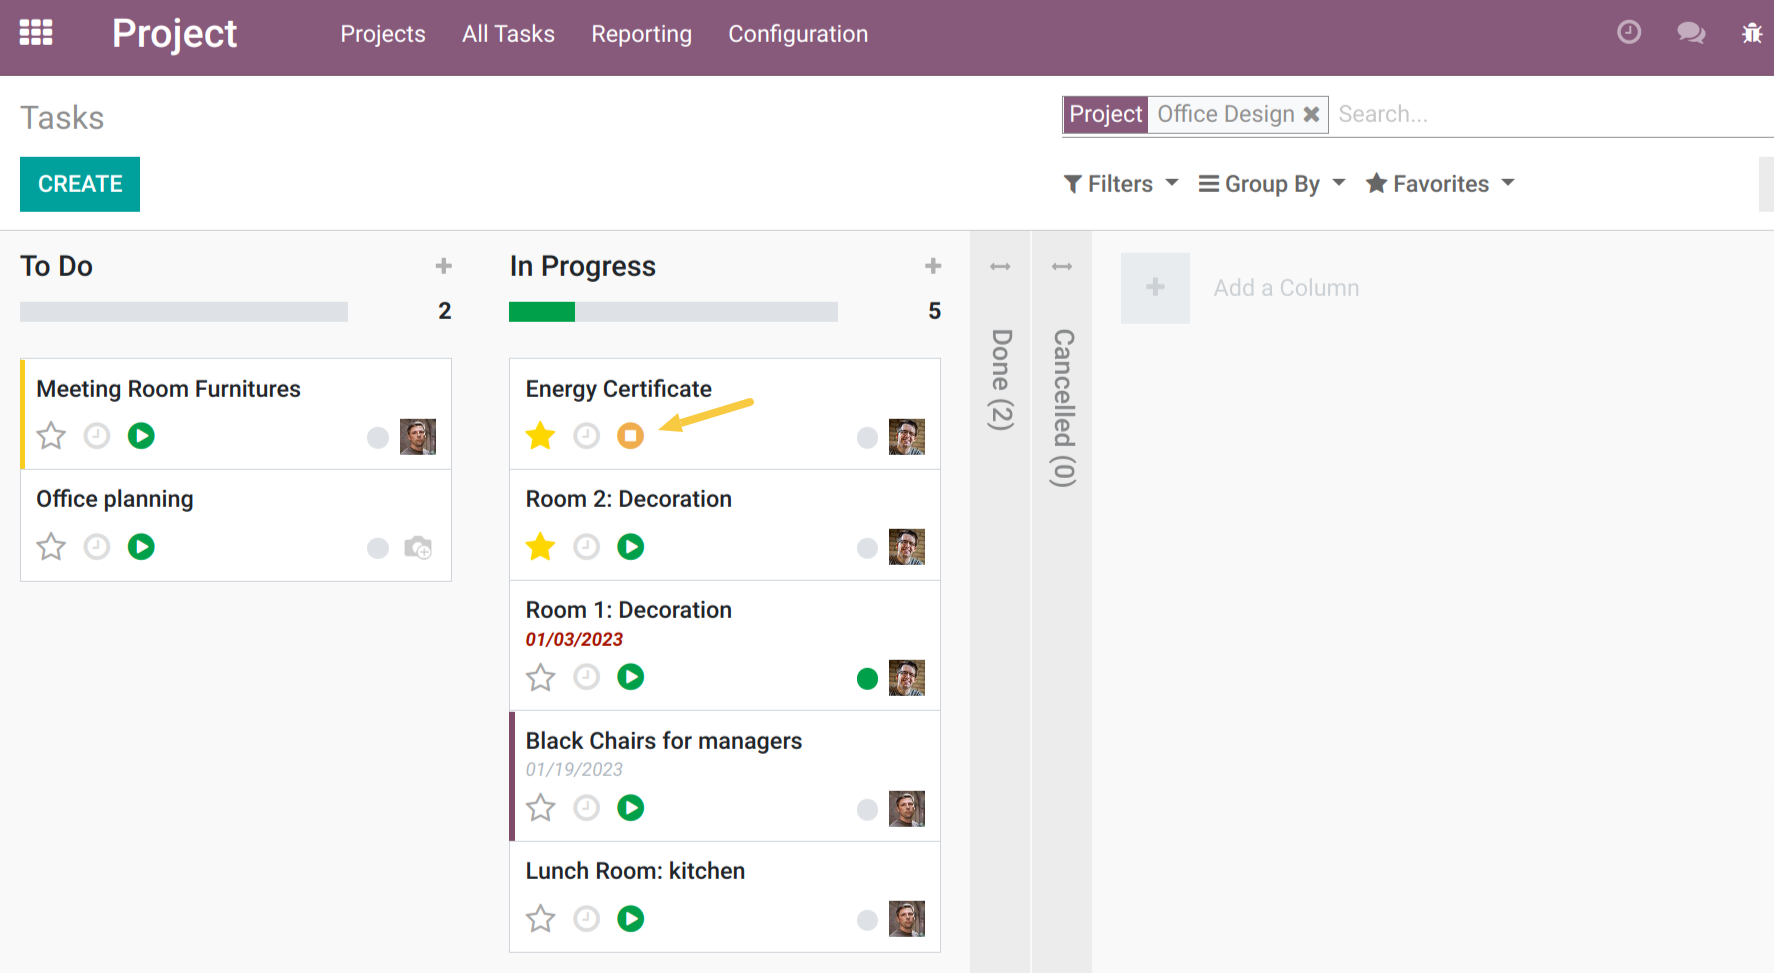 Project
Projects
All Tasks
Reporting
Configuration
Tasks
Project
Office Design
Search...
CREATE
Filters
Group By
Favorites
To Do
2
Meeting Room Furnitures
Office planning
In Progress
5
Energy Certificate
Room 2: Decoration
Room 1: Decoration
01/03/2023
Black Chairs for managers
01/19/2023
Lunch Room: kitchen
Done (2)
Cancelled (0)
Add a Column